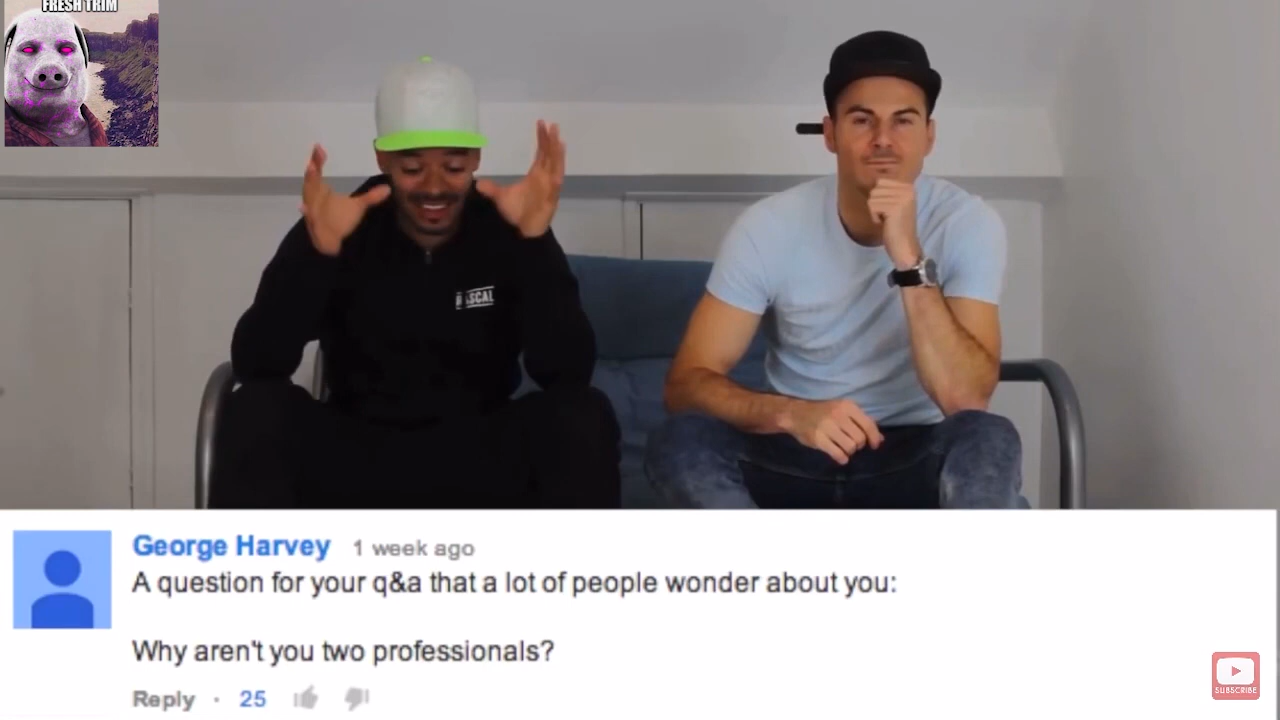 FRESH TRIM
RASCAL
George Harvey 1 week ago
A question for your q&a that a lot of people wonder about you:
Why aren't you two professionals?
Reply · 25
SUBSCRIBE